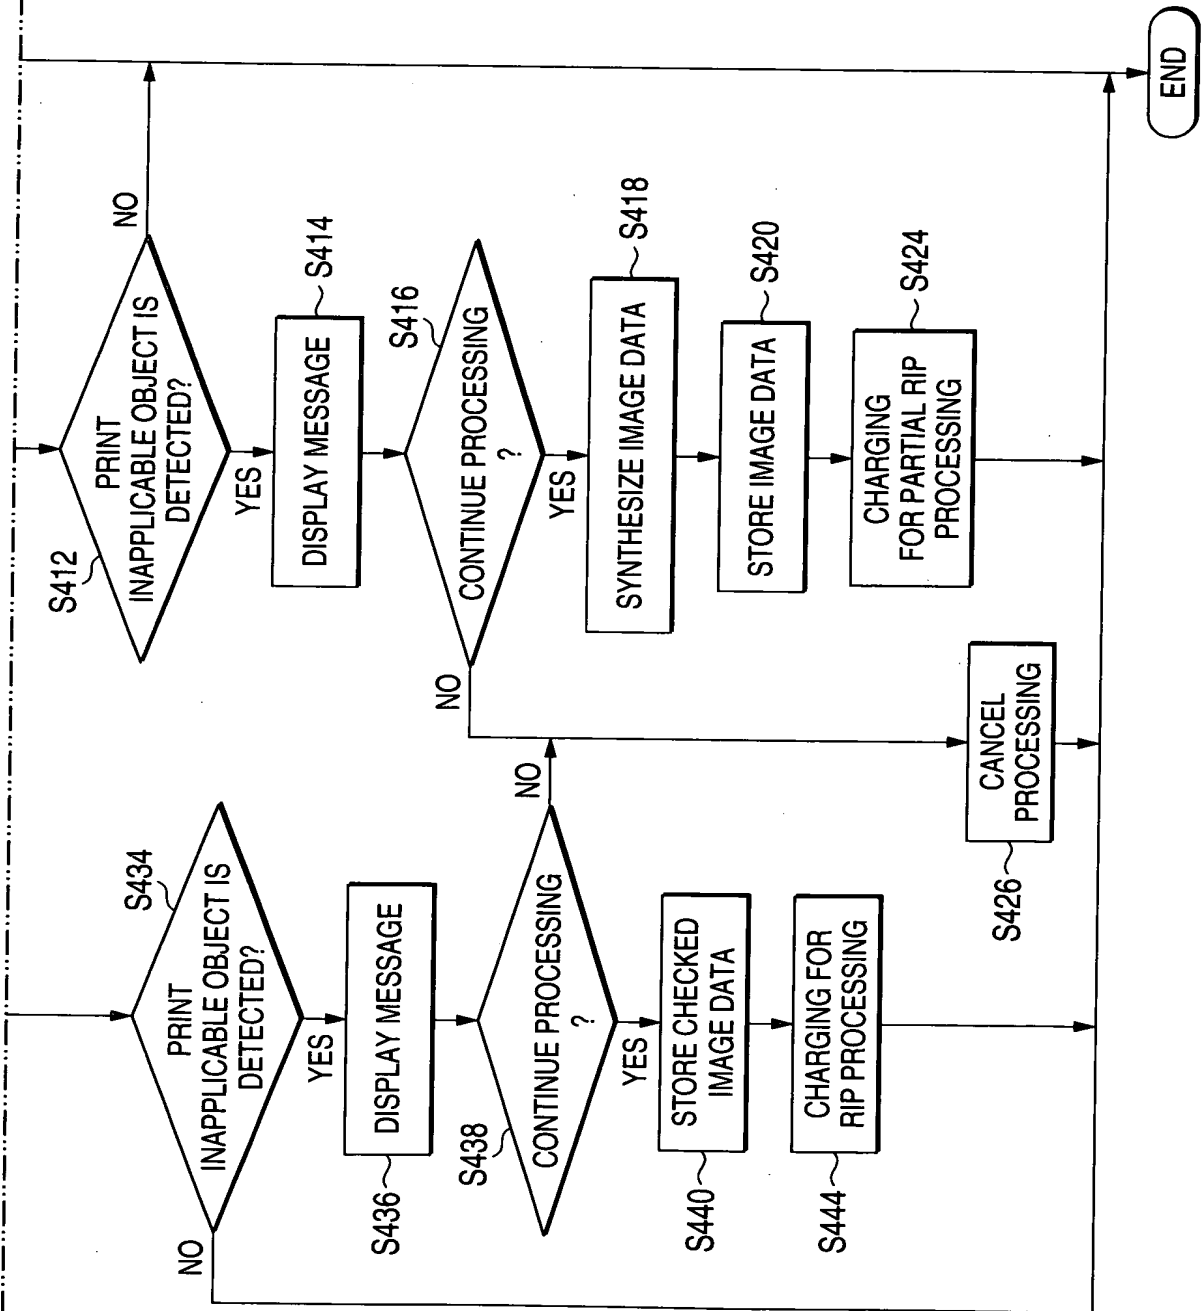 S412
PRINT
INAPPLICABLE OBJECT IS
DETECTED?
NO
YES
DISPLAY MESSAGE
S414
S416
CONTINUE PROCESSING
?
NO
YES
SYNTHESIZE IMAGE DATA
S418
STORE IMAGE DATA
S420
CHARGING
FOR PARTIAL RIP
PROCESSING
S424
CANCEL
PROCESSING
S426
S434
PRINT
INAPPLICABLE OBJECT IS
DETECTED?
NO
YES
DISPLAY MESSAGE
S436
S438
CONTINUE PROCESSING
?
NO
YES
STORE CHECKED
IMAGE DATA
S440
CHARGING FOR
RIP PROCESSING
S444
END